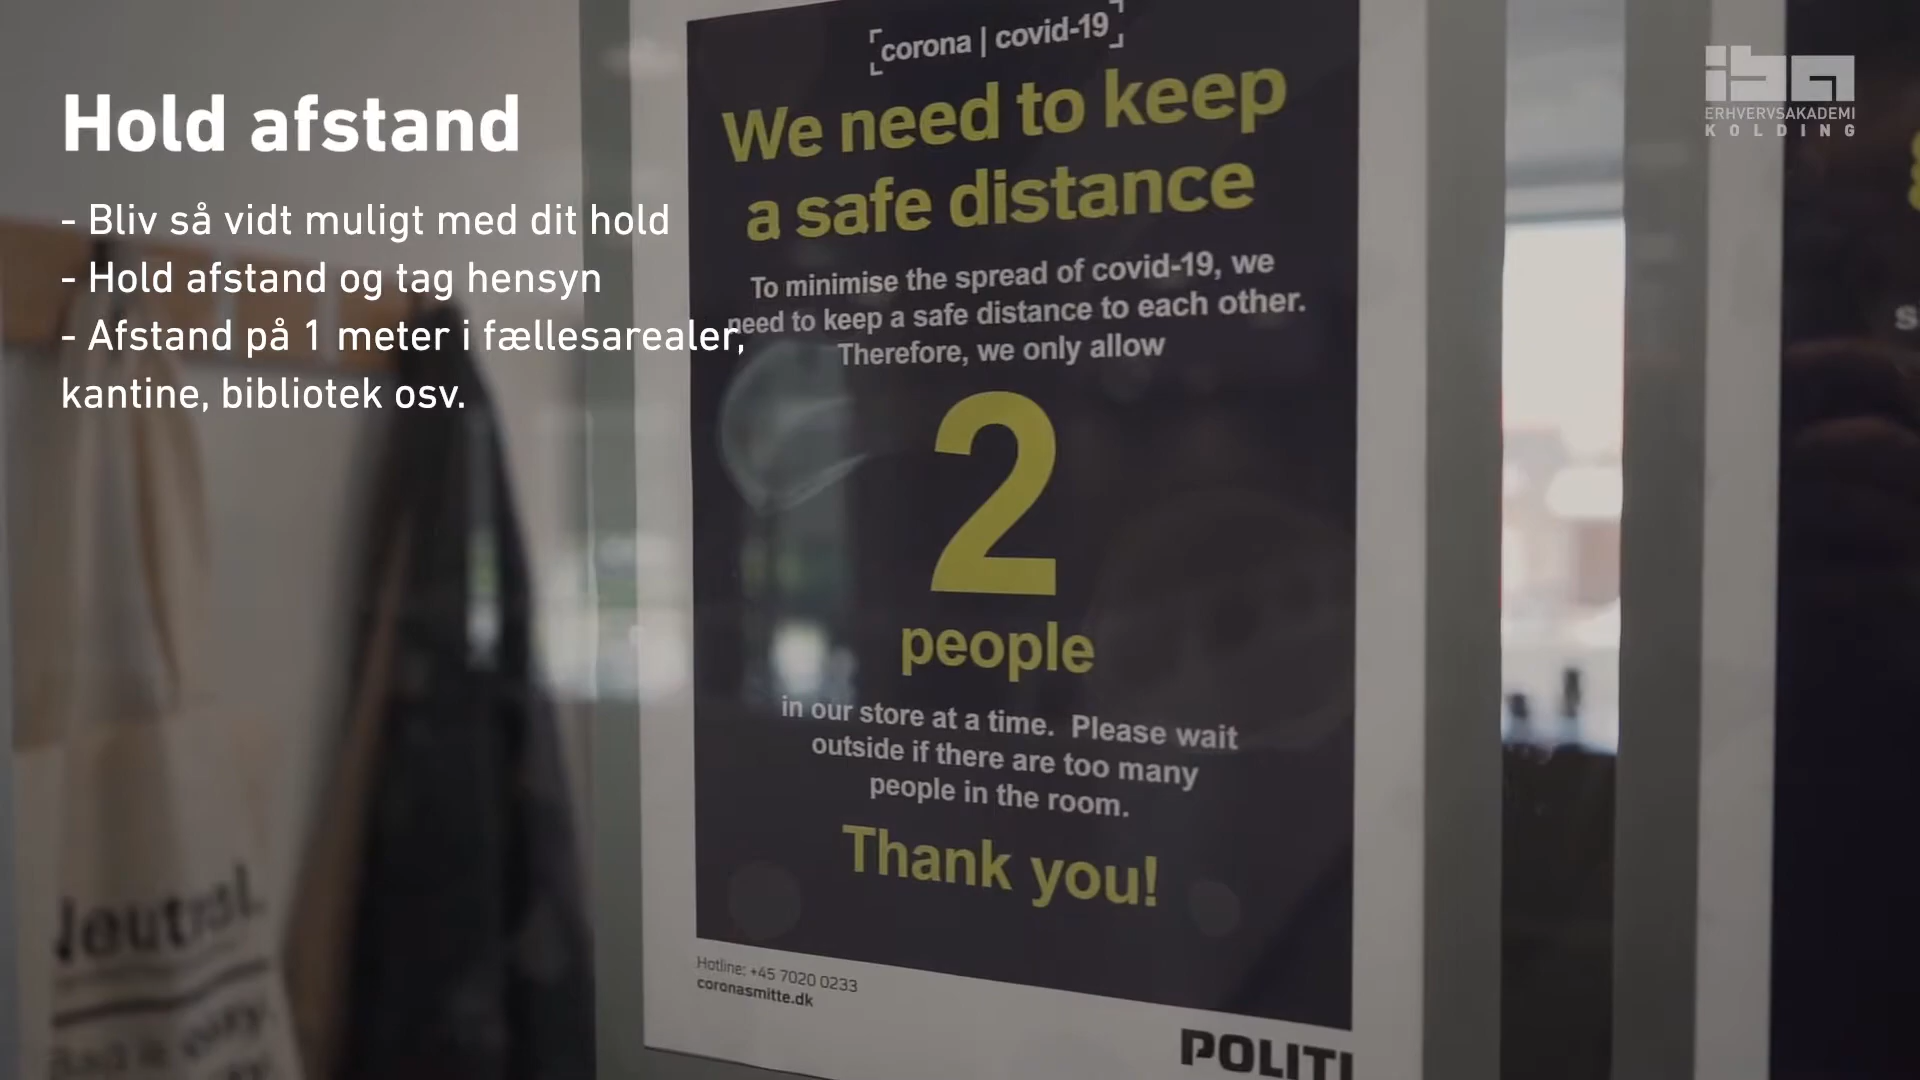 Hold afstand
- Bliv så vidt muligt med dit hold
- Hold afstand og tag hensyn
- Afstand på 1 meter i fællesarealer,
kantine, bibliotek osv.
corona | covid-19
We need to keep
a safe distance
To minimise the spread of covid-19, we
need to keep a safe distance to each other.
Therefore, we only allow
2
people
in our store at a time. Please wait
outside if there are too many
people in the room.
Thank you!
Hotline: +45 7020 0233
coronasmitte.dk
POLITI
iba
ERHVERVSAKADEMI
KOLDING
Neutral.